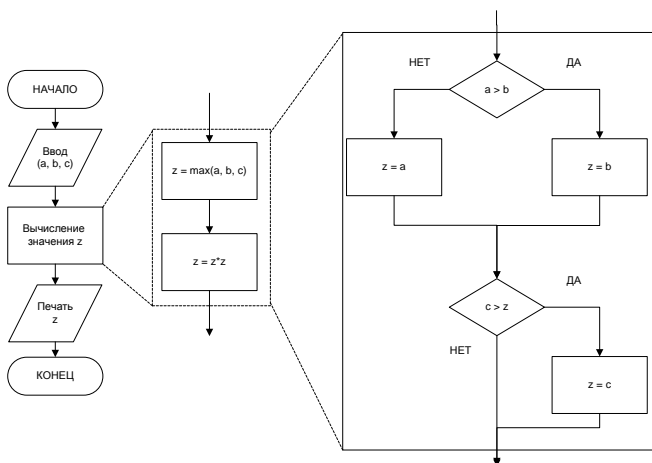 НАЧАЛО
Ввод
(a, b, c)
Вычисление
значения z
Печать
z
КОНЕЦ
z = max(a, b, c)
z = z*z
НЕТ
ДА
a > b
z = a
z = b
ДА
c > z
НЕТ
z = c